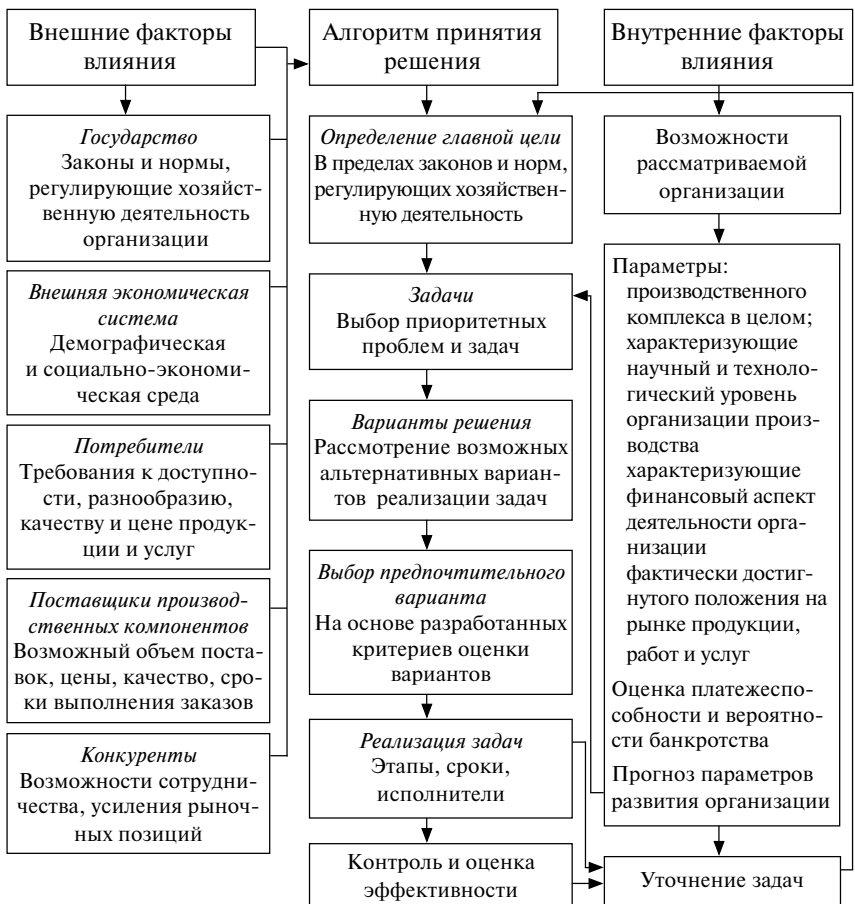 Внешние факторы
влияния
Государство
Законы и нормы,
регулирующие хозяйст-
венную деятельность
организации
Внешняя экономическая
система
Демографическая
и социально-экономи-
ческая среда
Потребители
Требования к доступно-
сти, разнообразию,
качеству и цене продук-
ции и услуг
Поставщики производ-
ственных компонентов
Возможный объем поста-
вок, цены, качество, сро-
ки выполнения заказов
Конкуренты
Возможности сотрудни-
чества, усиления рыноч-
ных позиций
Алгоритм принятия
решения
Определение главной цели
В пределах законов и норм,
регулирующих хозяйствен-
ную деятельность
Задачи
Выбор приоритетных
проблем и задач
Варианты решения
Рассмотрение возможных
альтернативных вариан-
тов реализации задач
Выбор предпочтительного
варианта
На основе разработанных
критериев оценки
вариантов
Реализация задач
Этапы, сроки,
исполнители
Контроль и оценка
эффективности
Внутренние факторы
влияния
Возможности
рассматриваемой
организации
Параметры:
производственного
комплекса в целом;
характеризующие
научный и техноло-
гический уровень
организации произ-
водства
характеризующие
финансовый аспект
деятельности орга-
низации
фактически достиг-
нутого положения на
рынке продукции,
работ и услуг
Оценка платежеспо-
собности и вероятно-
сти банкротства
Прогноз параметров
развития организации
Уточнение задач